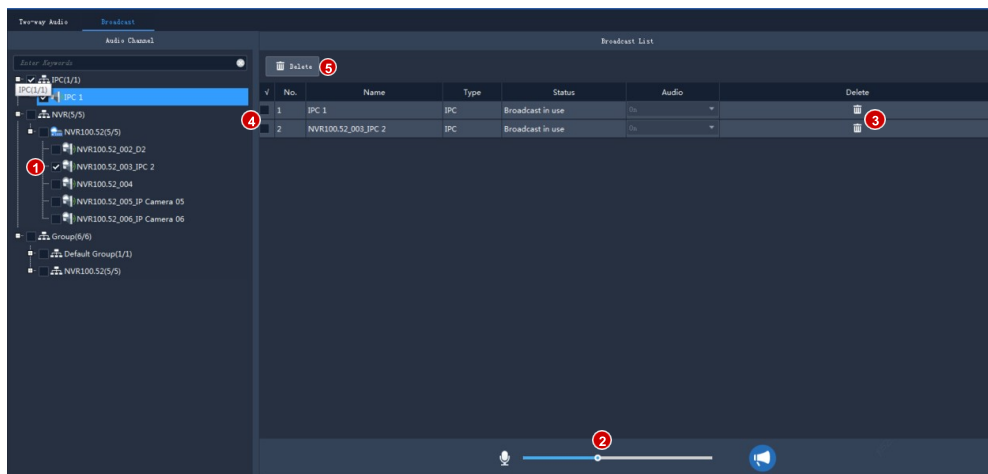 Two-way Audio Broadcast
Audio Channel
Broadcast List
Enter Keywords
Delete
5
IPC(1/1)
IPC(1/1)
IPC 1
√ No. Name Type Status Audio Delete
1 IPC 1 IPC Broadcast in use On
3
NVR(5/5)
4
2 NVR100.52_003_IPC 2 IPC Broadcast in use On
NVR100.52(5/5)
NVR100.52_002_D2
1
NVR100.52_003_IPC 2
NVR100.52_004
NVR100.52_005_IP Camera 05
NVR100.52_006_IP Camera 06
Group(6/6)
Default Group(1/1)
NVR100.52(5/5)
2